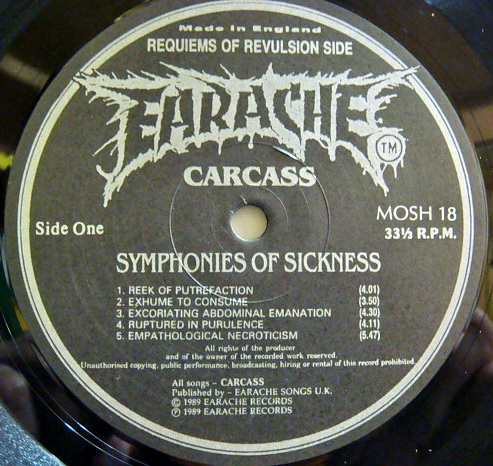 Made in England
REQUIEMS OF REVULSION SIDE
EARACHE
TM
CARCASS
Side One
MOSH 18
33⅓ R.P.M.
SYMPHONIES OF SICKNESS
1. REEK OF PUTREFACTION (4.01)
2. EXHUME TO CONSUME (3.50)
3. EXCORIATING ABDOMINAL EMANATION (4.30)
4. RUPTURED IN PURULENCE (4.11)
5. EMPATHOLOGICAL NECROTICISM (5.47)
All rights of the producer
and of the owner of the recorded work reserved.
Unauthorised copying, public performance, broadcasting, hiring or rental of this record prohibited.
All songs - CARCASS
Published by - EARACHE SONGS U.K.
© 1989 EARACHE RECORDS
℗ 1989 EARACHE RECORDS